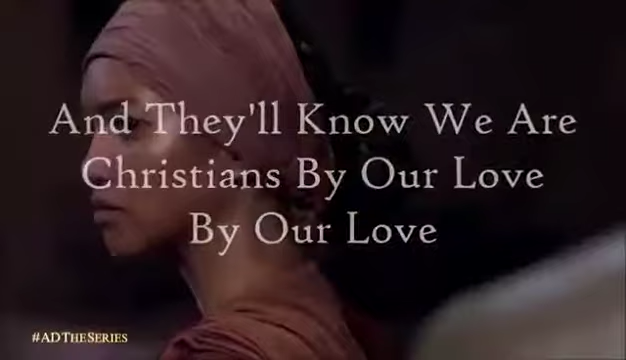 And They'll Know We Are
Christians By Our Love
By Our Love
#ADTHESERIES